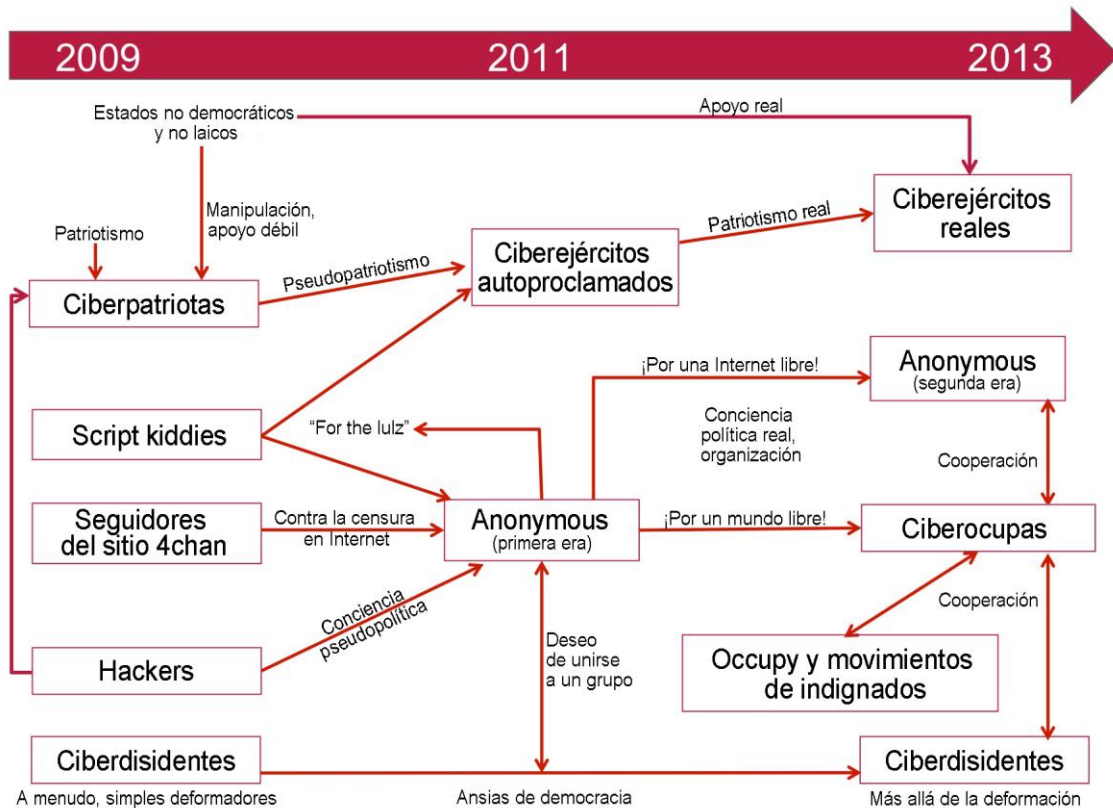 2009 2011 2013
Estados no democráticos
y no laicos
Apoyo real
Manipulación,
apoyo débil
Patriotismo
Ciberpatriotas
Pseudopatriotismo
Ciberejércitos
autoproclamados
Patriotismo real
Ciberejércitos
reales
¡Por una Internet libre!
Anonymous
(segunda era)
Script kiddies
“For the lulz”
Conciencia
política real,
organización
Cooperación
Seguidores
del sitio 4chan
Contra la censura
en Internet
Anonymous
(primera era)
¡Por un mundo libre!
Ciberocupas
Conciencia
pseudopolítica
Cooperación
Hackers
Deseo
de unirse
a un grupo
Occupy y movimientos
de indignados
Ciberdisidentes
Ciberdisidentes
A menudo, simples deformadores
Ansias de democracia
Más allá de la deformación